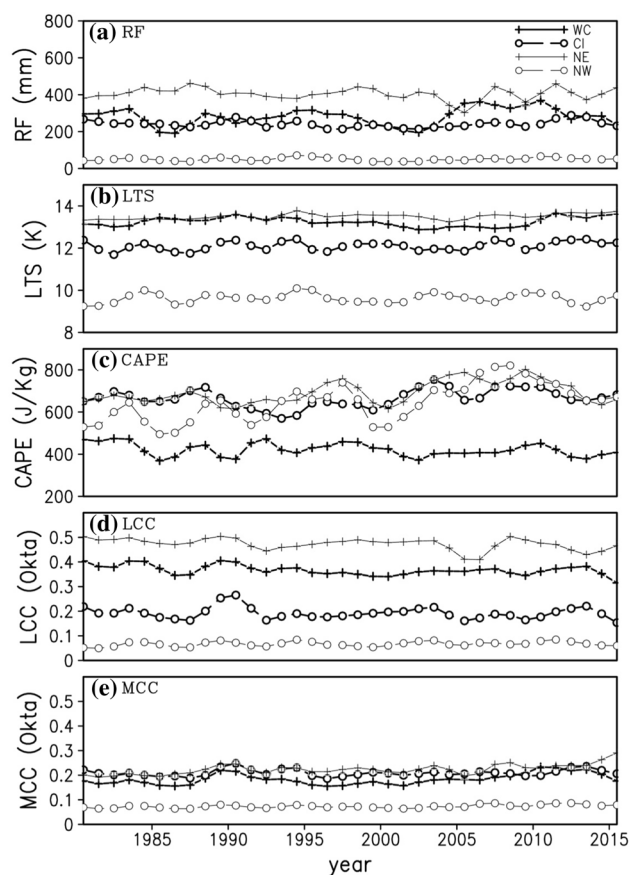 (a) RF
WC
CI
NE
NW
800
600
400
200
0
RF (mm)
(b) LTS
14
12
10
8
LTS (K)
(c) CAPE
800
600
400
200
CAPE (J/Kg)
(d) LCC
0.5
0.4
0.3
0.2
0.1
0
LCC (Okta)
(e) MCC
0.5
0.4
0.3
0.2
0.1
0
MCC (Okta)
1985 1990 1995 2000 2005 2010 2015
year